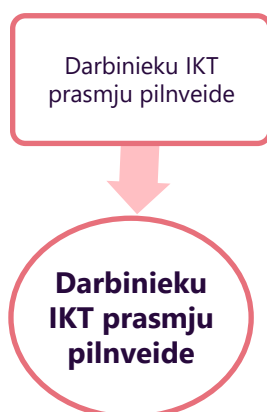 Darbinieku IKT
prasmju pilnveide
Darbinieku
IKT prasmju
pilnveide